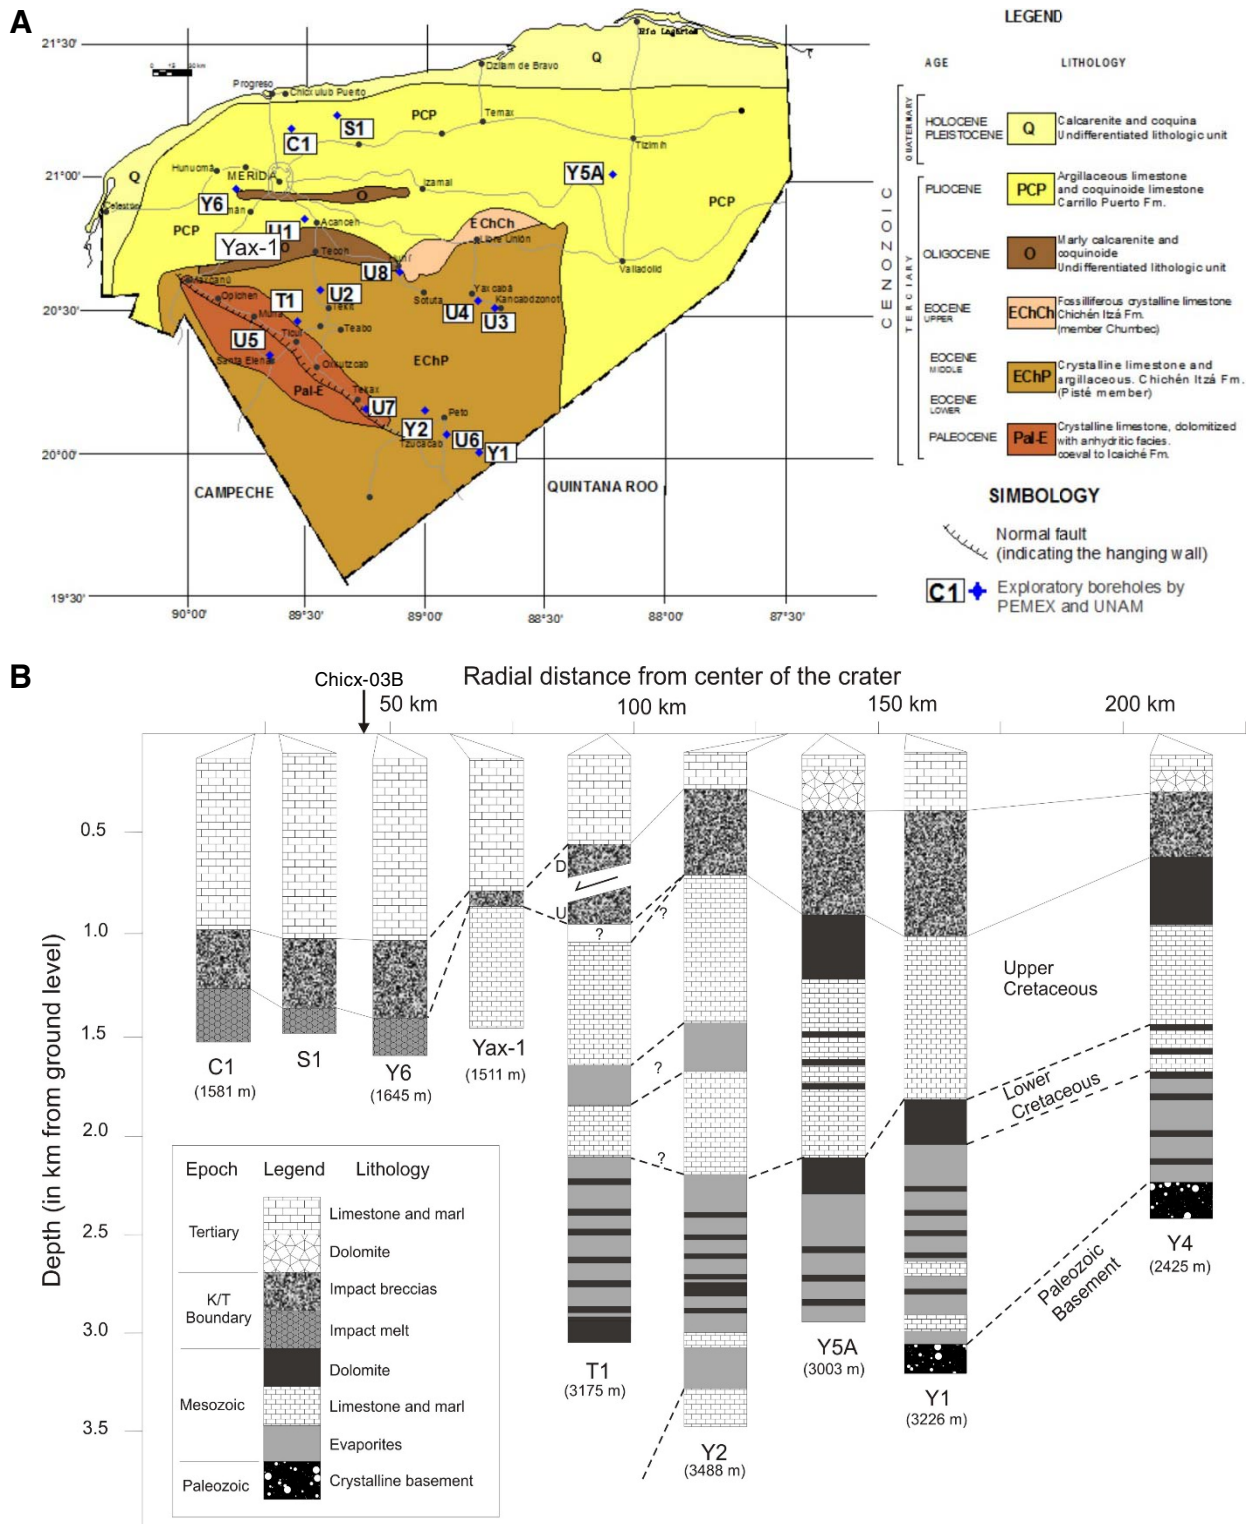 A
LEGEND
AGE
LITHOLOGY
QUATERNARY
HOLOCENE
PLEISTOCENE
Q
Calcarenite and coquina
Undifferentiated lithologic unit
CENOZOIC
TERCIARY
PLIOCENE
PCP
Argillaceous limestone
and coquinoide limestone
Carrillo Puerto Fm.
OLIGOCENE
O
Marly calcarenite and
coquinoide
Undifferentiated lithologic unit
EOCENE
UPPER
EChCh
Fossiliferous crystalline limestone
Chichén Itzá Fm.
(member Chumbec)
EOCENE
MIDDLE
EOCENE
LOWER
EChP
Crystalline limestone and
argillaceous. Chichén Itzá Fm.
(Pisté member)
PALEOCENE
Pal-E
Crystalline limestone, dolomitized
with anhydritic facies.
coeval to Icaiché Fm.
SIMBOLOGY
Normal fault
(indicating the hanging wall)
C1
Exploratory boreholes by
PEMEX and UNAM
21°30'
21°00'
20°30'
20°00'
19°30'
90°00'
89°30'
89°00'
88°30'
88°00'
87°30'
Río Lagartos
Q
Dzilam de Bravo
Progreso
Chicxulub Puerto
PCP
Temax
S1
C1
Tizimín
Hunucmá
MERIDA
Q
Izamal
Y5A
O
Celestún
Y6
PCP
PCP
U1
Acanceh
EChCh
Yax-1
O
Tecoh
Libre Unión
Valladolid
U8
Maxcanú
Opichen
T1
U2
Tekit
Sotuta
Yaxcabá
Kancabdzonot
U4
U3
Muna
Teabo
Ticul
U5
Santa Elena
Oxkutzcab
EChP
Pal-E
Tekax
U7
Y2
Peto
Tzucacab
U6
Y1
CAMPECHE
QUINTANA ROO
B
Radial distance from center of the crater
Chicx-03B
50 km
100 km
150 km
200 km
Depth (in km from ground level)
0.5
1.0
1.5
2.0
2.5
3.0
3.5
D
U
?
?
?
?
Upper
Cretaceous
Lower
Cretaceous
Paleozoic
Basement
C1
(1581 m)
S1
Y6
(1645 m)
Yax-1
(1511 m)
T1
(3175 m)
Y2
(3488 m)
Y5A
(3003 m)
Y1
(3226 m)
Y4
(2425 m)
Epoch
Legend
Lithology
Tertiary
Limestone and marl
Dolomite
K/T
Boundary
Impact breccias
Impact melt
Mesozoic
Dolomite
Limestone and marl
Evaporites
Paleozoic
Crystalline basement